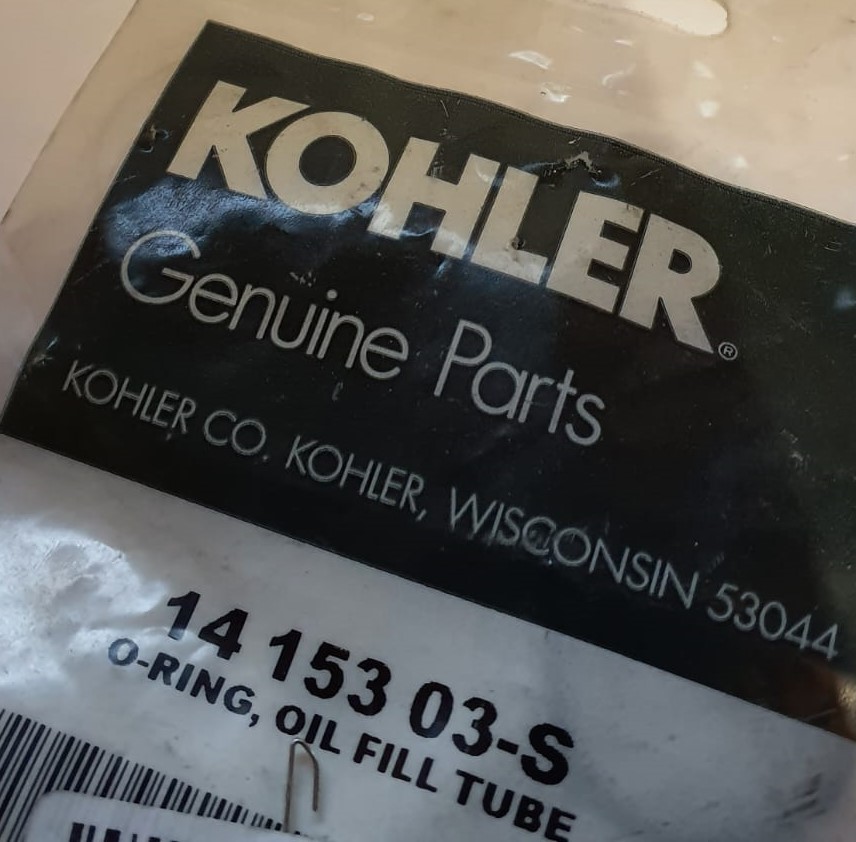 KOHLER®
Genuine Parts
KOHLER CO. KOHLER, WISCONSIN 53044
14 153 03-S
O-RING, OIL FILL TUBE